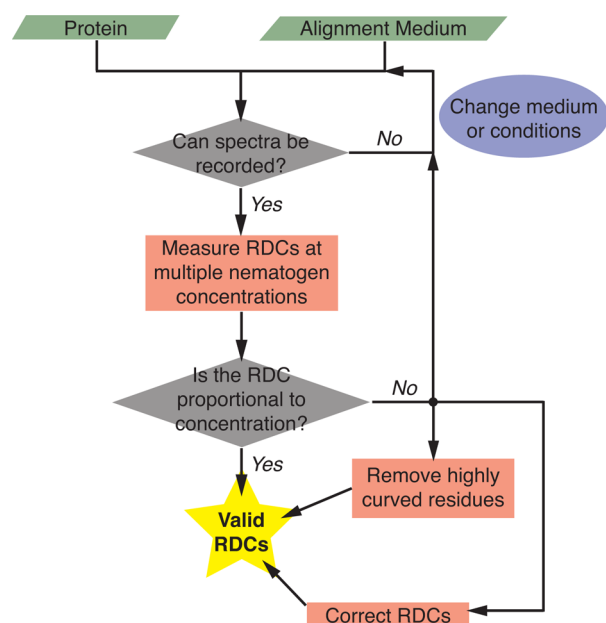 Protein
Alignment Medium
Change medium
or conditions
Can spectra be
recorded?
No
Yes
Measure RDCs at
multiple nematogen
concentrations
Is the RDC
proportional to
concentration?
No
Yes
Remove highly
curved residues
Valid
RDCs
Correct RDCs